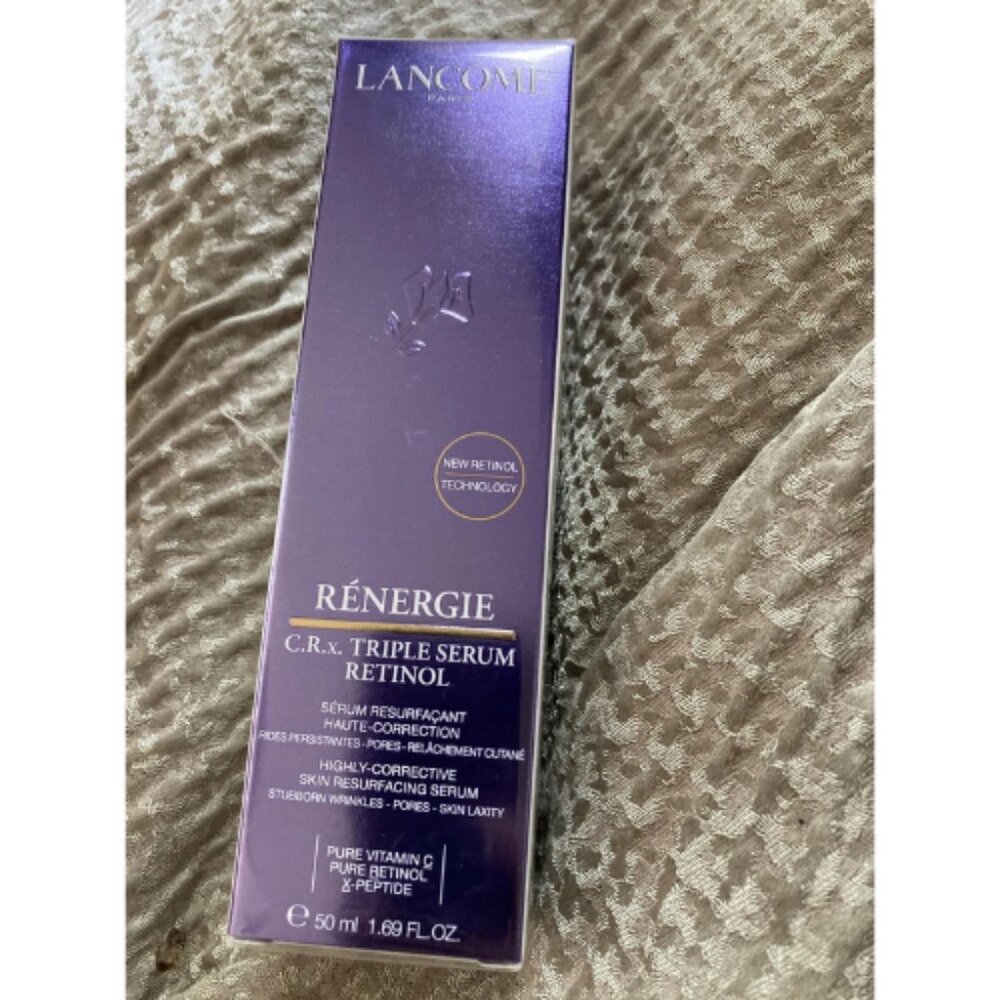 LANCOME
PARIS
NEW RETINOL
TECHNOLOGY
RÉNERGIE
C.R.x. TRIPLE SERUM
RETINOL
SÉRUM RESURFAÇANT
HAUTE-CORRECTION
RIDES PERSISTANTES - PORES - RELÂCHEMENT CUTANÉ
HIGHLY-CORRECTIVE
SKIN RESURFACING SERUM
STUBBORN WRINKLES - PORES - SKIN LAXITY
PURE VITAMIN C
PURE RETINOL
X-PEPTIDE
e 50 ml 1.69 FL.OZ.